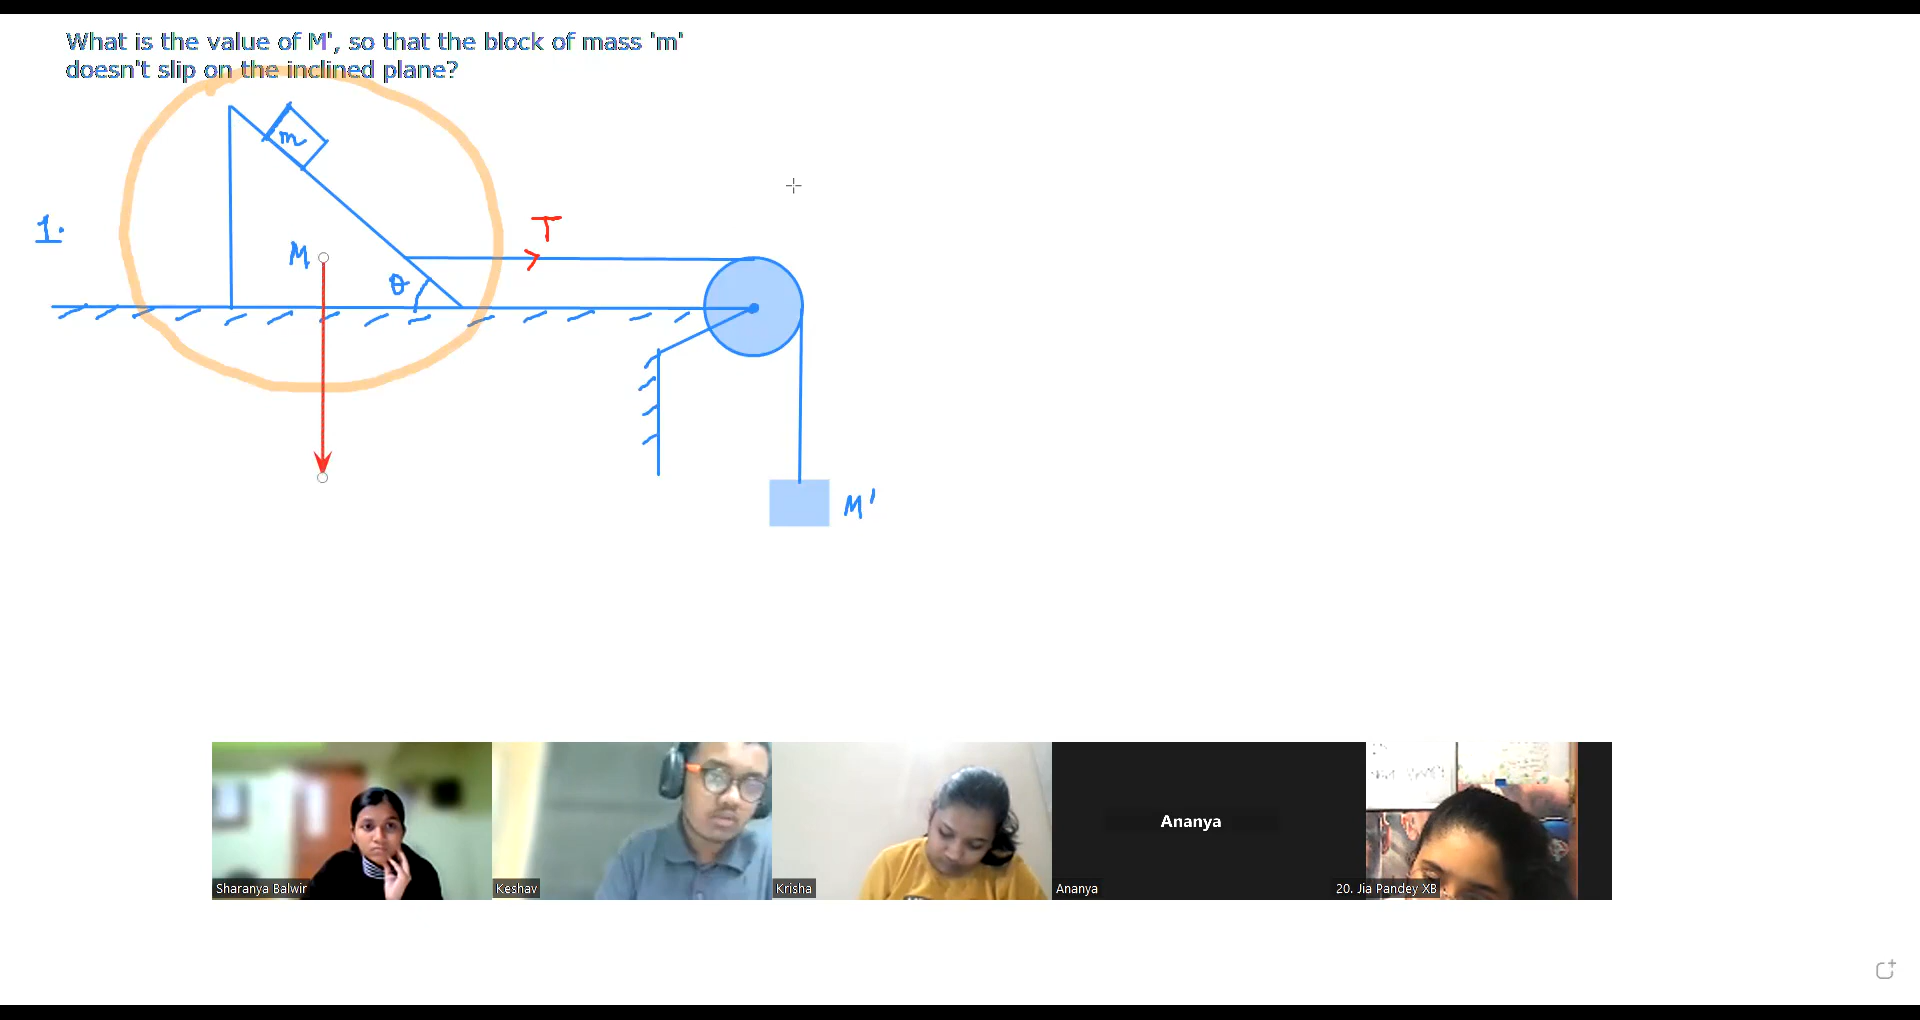 What is the value of M', so that the block of mass 'm'
doesn't slip on the inclined plane?
m
1.
T
M
θ
M'
Ananya
Sharanya Balwir
Keshav
Krisha
Ananya
20. Jia Pandey XB